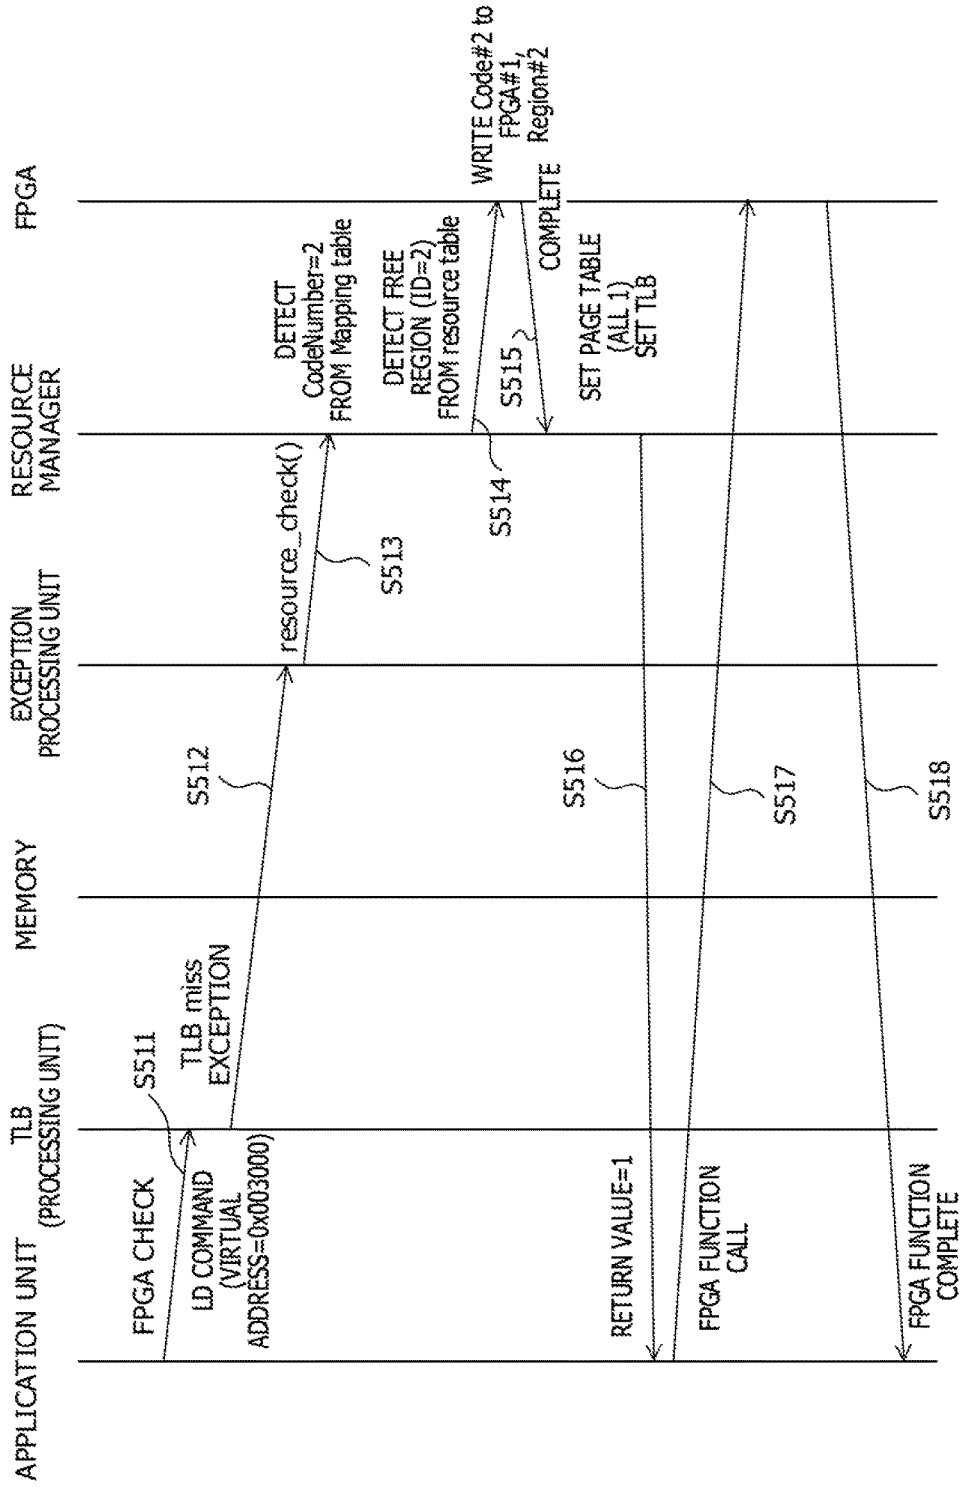 APPLICATION UNIT
TLB
(PROCESSING UNIT)
MEMORY
EXCEPTION
PROCESSING UNIT
RESOURCE
MANAGER
FPGA
FPGA CHECK
S511
LD COMMAND
(VIRTUAL
ADDRESS=0x003000)
TLB miss
EXCEPTION
S512
resource_check()
S513
DETECT
CodeNumber=2
FROM Mapping table
DETECT FREE
REGION (ID=2)
FROM resource table
S514
WRITE Code#2 to
FPGA#1,
Region#2
S515
COMPLETE
SET PAGE TABLE
(ALL 1)
SET TLB
S516
RETURN VALUE=1
FPGA FUNCTION
CALL
S517
S518
FPGA FUNCTION
COMPLETE